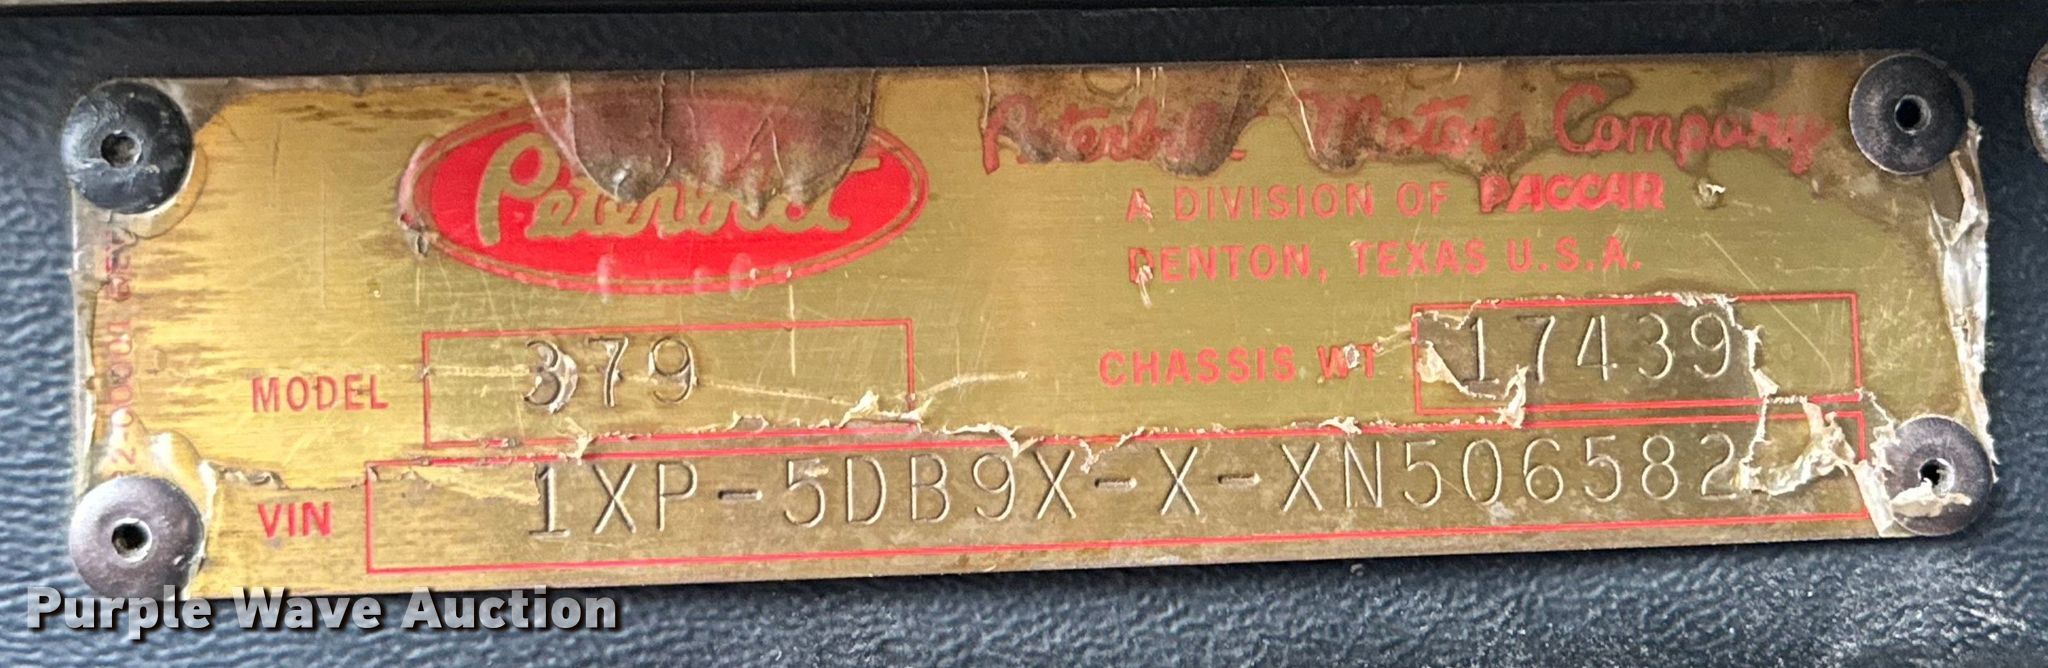 Peterbilt
Peterbilt Motors Company
A DIVISION OF PACCAR
DENTON, TEXAS U.S.A.
MODEL 379
CHASSIS WT 17439
VIN 1XP-5DB9X-X-XN506582
Purple Wave Auction